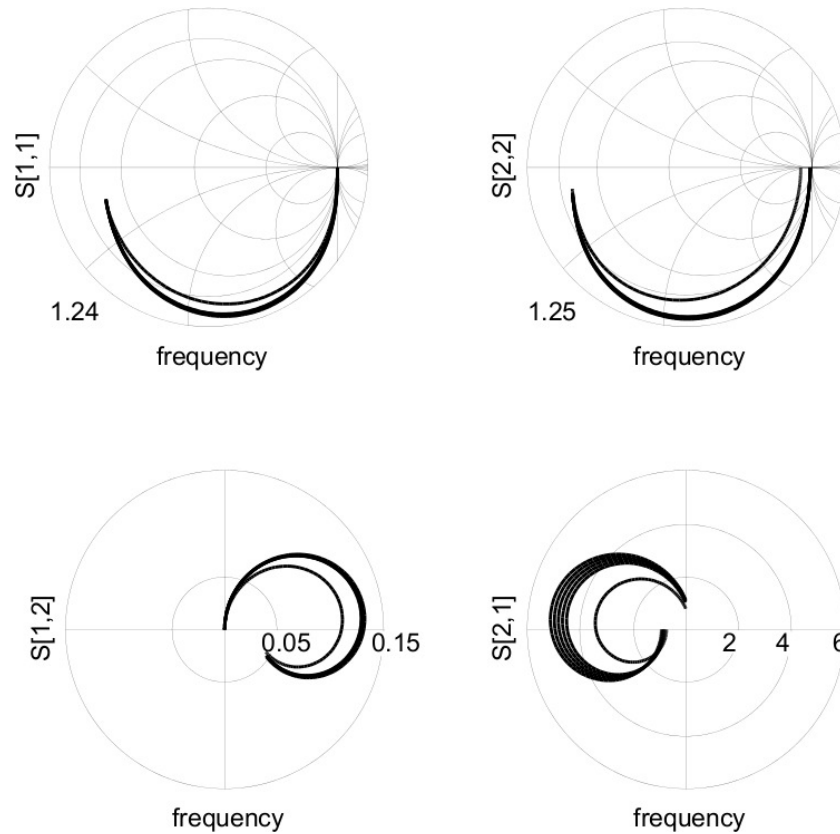 S[1,1]
1.24
frequency
S[2,2]
1.25
frequency
S[1,2]
0.05
0.15
frequency
S[2,1]
2
4
6
frequency